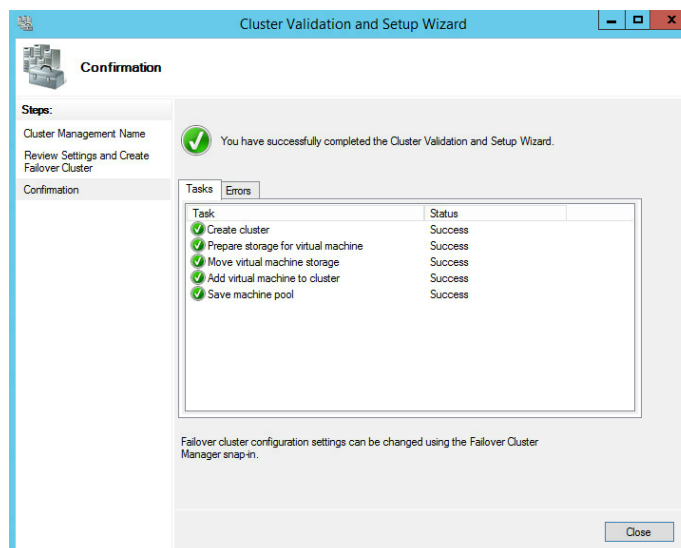 Cluster Validation and Setup Wizard
Confirmation
Steps:
Cluster Management Name
Review Settings and Create
Failover Cluster
Confirmation
You have successfully completed the Cluster Validation and Setup Wizard.
Tasks Errors
Task Status
Create cluster Success
Prepare storage for virtual machine Success
Move virtual machine storage Success
Add virtual machine to cluster Success
Save machine pool Success
Failover cluster configuration settings can be changed using the Failover Cluster
Manager snap-in.
Close